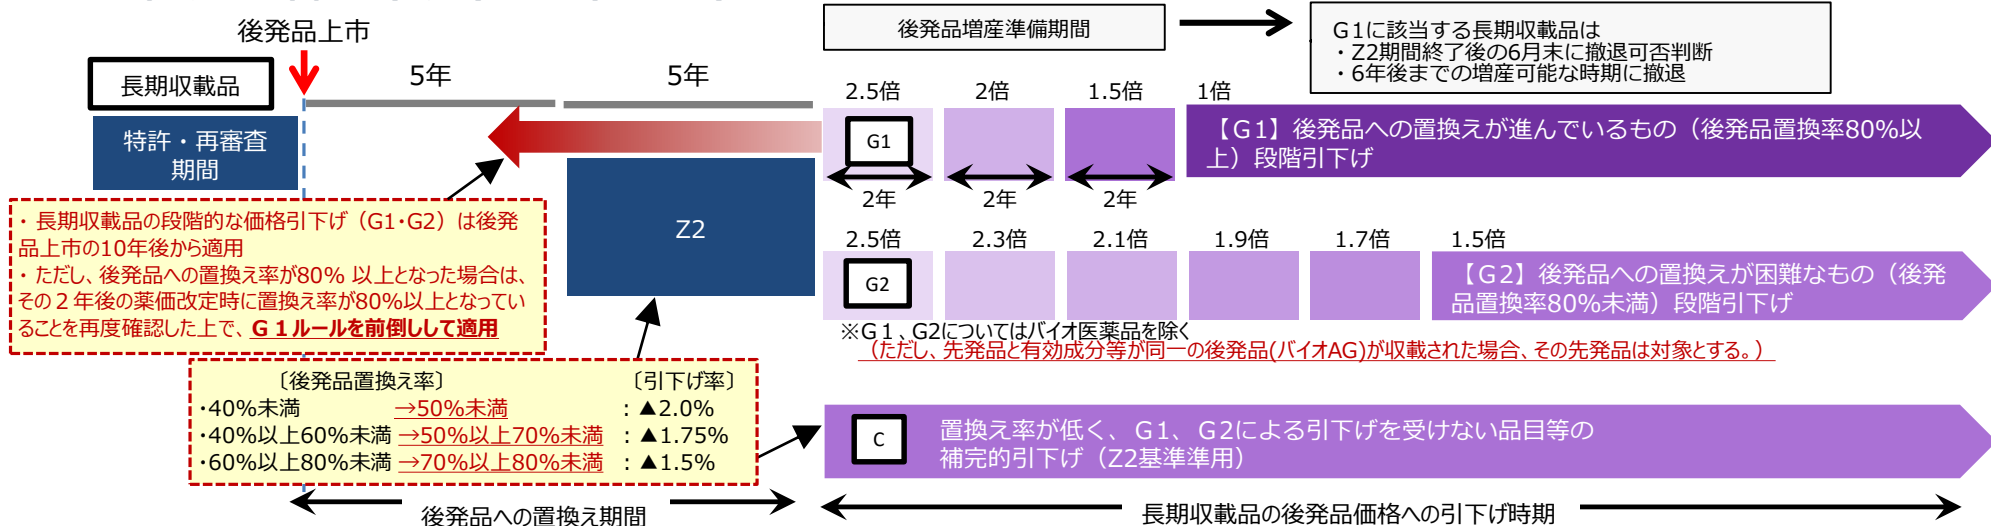 後発品上市
長期収載品
5年
5年
特許・再審査
期間
Z2
・ 長期収載品の段階的な価格引下げ（G1・G2）は後発
品上市の10年後から適用
・ ただし、後発品への置換え率が80% 以上となった場合は、
その２年後の薬価改定時に置換え率が80%以上となってい
ることを再度確認した上で、Ｇ１ルールを前倒しして適用
〔後発品置換え率〕 〔引下げ率〕
・40%未満 →50%未満 ：▲2.0%
・40%以上60%未満 →50%以上70%未満 ：▲1.75%
・60%以上80%未満 →70%以上80%未満 ：▲1.5%
後発品への置換え期間
後発品増産準備期間
Ｇ1に該当する長期収載品は
・Z2期間終了後の6月末に撤退可否判断
・6年後までの増産可能な時期に撤退
2.5倍 2倍 1.5倍 1倍
G1
【Ｇ1】後発品への置換えが進んでいるもの（後発品置換率80%以
上）段階引下げ
2年 2年 2年
2.5倍 2.3倍 2.1倍 1.9倍 1.7倍 1.5倍
G2
【Ｇ2】後発品への置換えが困難なもの（後発
品置換率80%未満）段階引下げ
※Ｇ１、G2についてはバイオ医薬品を除く
（ただし、先発品と有効成分等が同一の後発品(バイオAG)が収載された場合、その先発品は対象とする。）
C
置換え率が低く、Ｇ1、Ｇ2による引下げを受けない品目等の
補完的引下げ（Z2基準準用）
長期収載品の後発品価格への引下げ時期